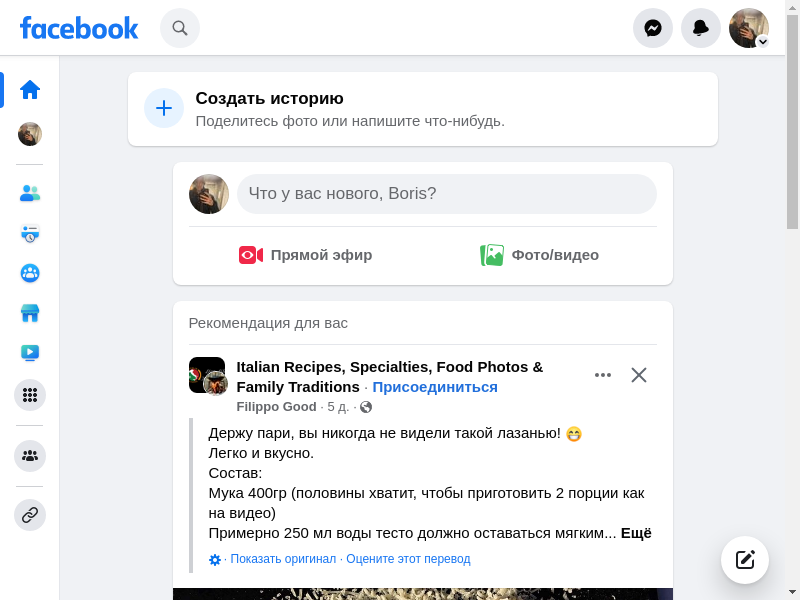 facebook
Создать историю
Поделитесь фото или напишите что-нибудь.
Что у вас нового, Boris?
Прямой эфир
Фото/видео
Рекомендация для вас
Italian Recipes, Specialties, Food Photos &
Family Traditions · Присоединиться
Filippo Good · 5 д. ·
Держу пари, вы никогда не видели такой лазанью! 😁
Легко и вкусно.
Состав:
Мука 400гр (половины хватит, чтобы приготовить 2 порции как
на видео)
Примерно 250 мл воды тесто должно оставаться мягким... Ещё
· Показать оригинал · Оцените этот перевод